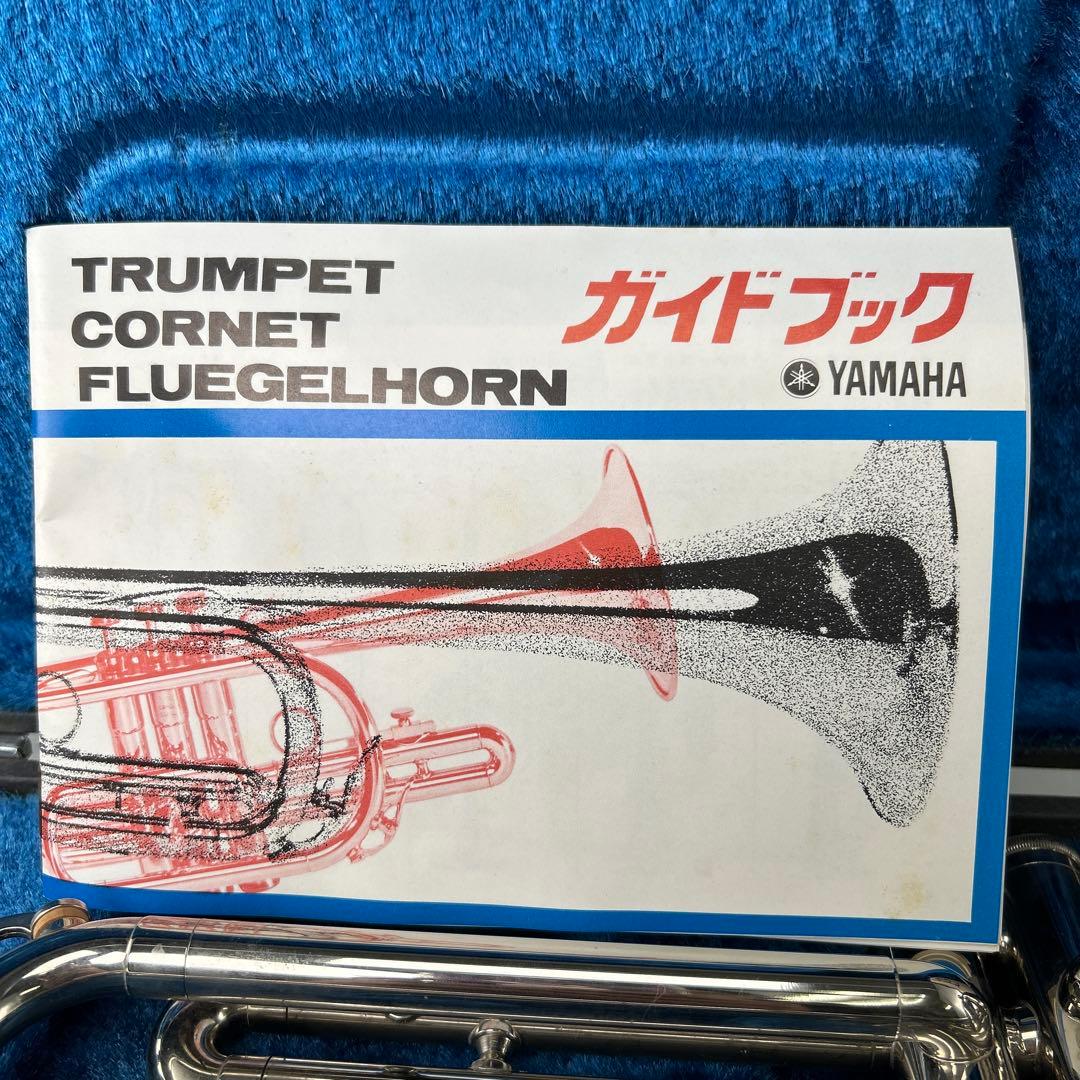 TRUMPET
CORNET
FLUEGELHORN
ガイドブック
YAMAHA